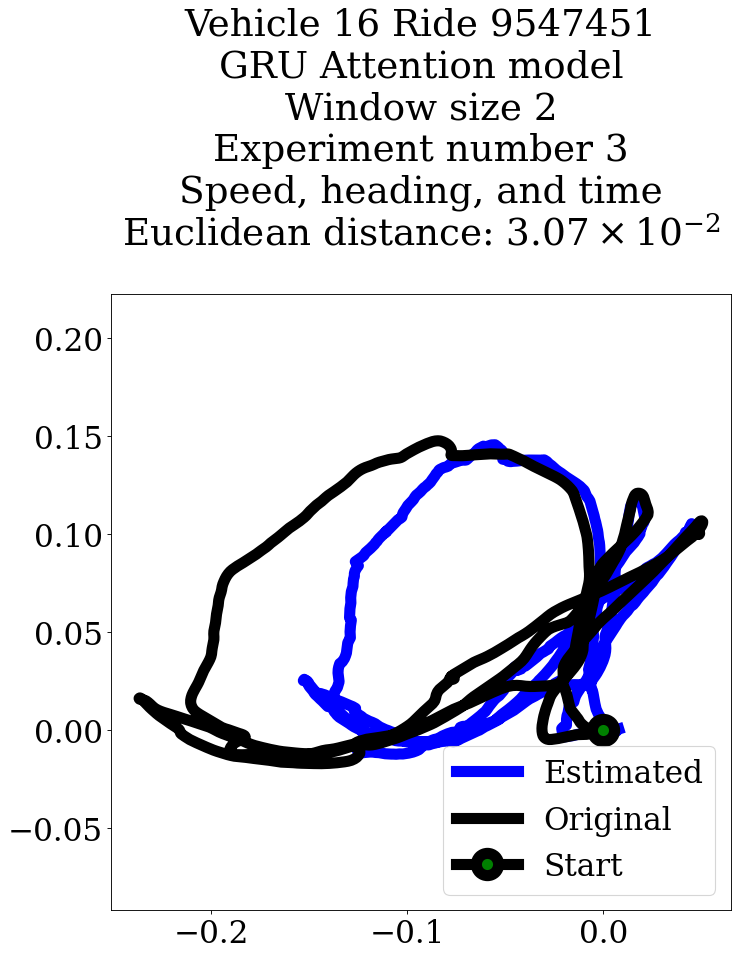 Vehicle 16 Ride 9547451
GRU Attention model
Window size 2
Experiment number 3
Speed, heading, and time
Euclidean distance: 3.07 × 10⁻²
0.20
0.15
0.10
0.05
0.00
−0.05
Estimated
Original
Start
−0.2
−0.1
0.0